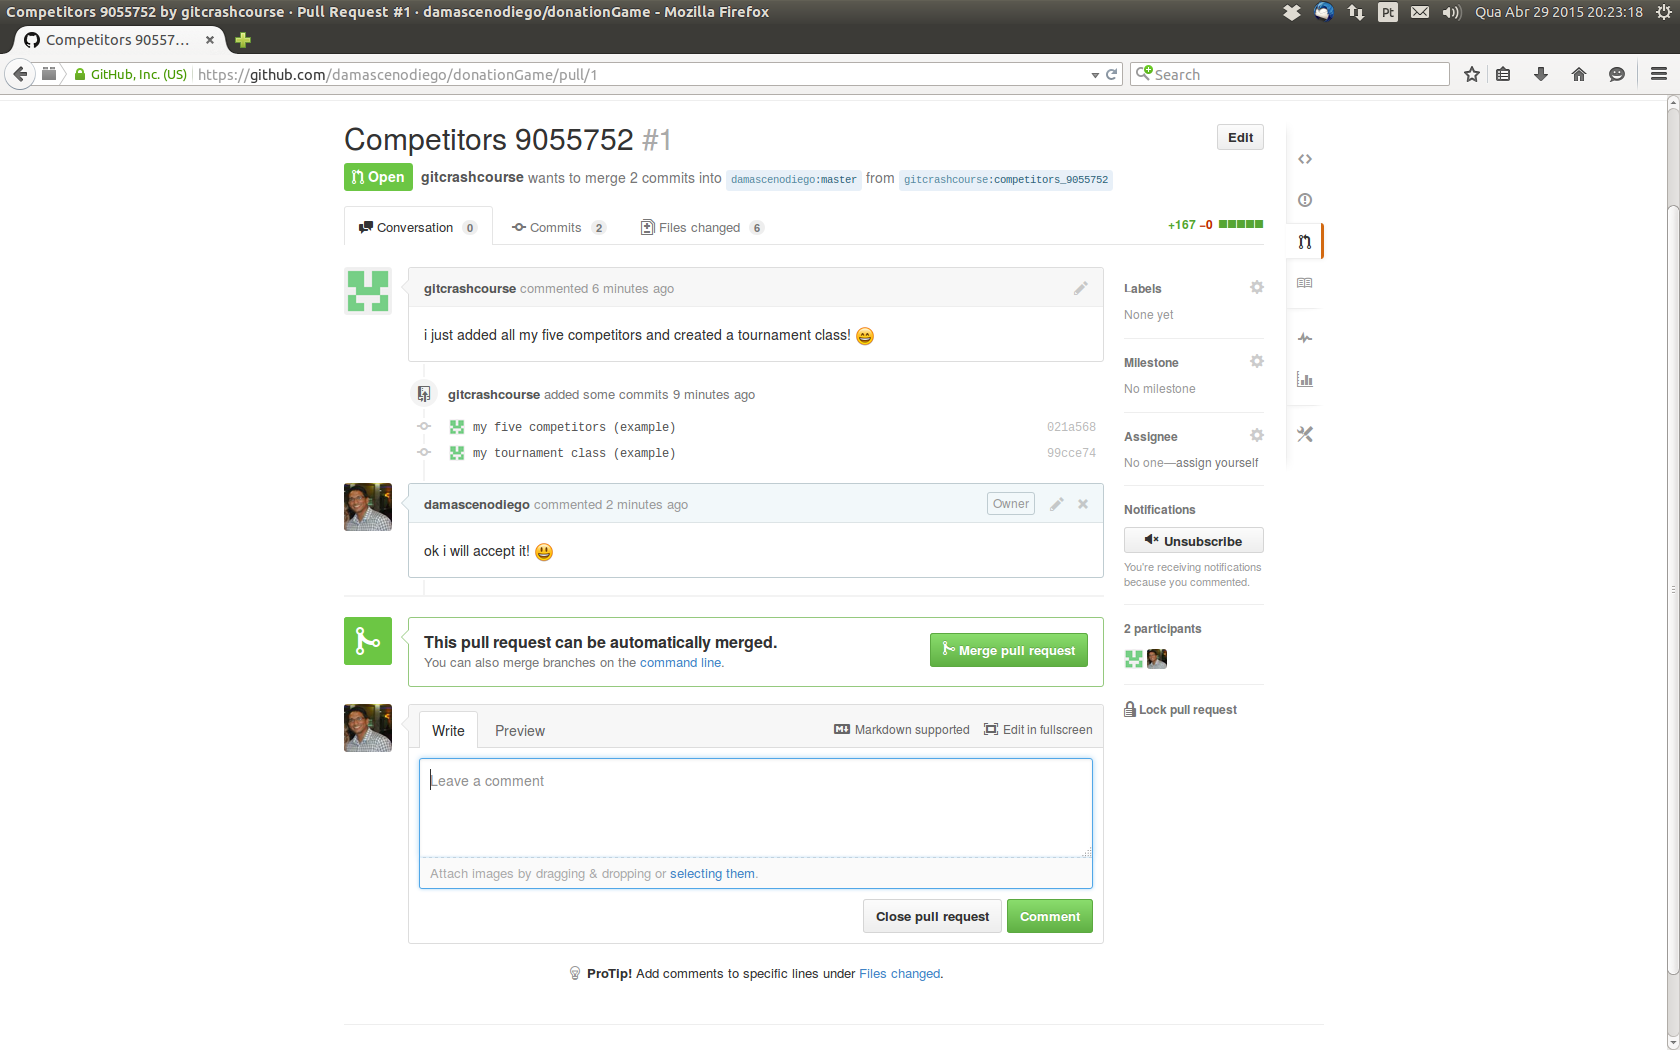 Competitors 9055752 by gitcrashcourse · Pull Request #1 · damascenodiego/donationGame - Mozilla Firefox
Pt
Qua Abr 29 2015 20:23:18
Competitors 90557...
GitHub, Inc. (US)
https://github.com/damascenodiego/donationGame/pull/1
Search
Competitors 9055752 #1
Edit
Open
gitcrashcourse wants to merge 2 commits into damascenodiego:master from gitcrashcourse:competitors_9055752
Conversation 0
Commits 2
Files changed 6
+167 −0
gitcrashcourse commented 6 minutes ago
i just added all my five competitors and created a tournament class! 😄
gitcrashcourse added some commits 9 minutes ago
my five competitors (example) 021a568
my tournament class (example) 99cce74
damascenodiego commented 2 minutes ago
Owner
ok i will accept it! 😃
This pull request can be automatically merged.
You can also merge branches on the command line.
Merge pull request
Write
Preview
Markdown supported
Edit in fullscreen
Leave a comment
Attach images by dragging & dropping or selecting them.
Close pull request
Comment
ProTip! Add comments to specific lines under Files changed.
Labels
None yet
Milestone
No milestone
Assignee
No one—assign yourself
Notifications
Unsubscribe
You're receiving notifications
because you commented.
2 participants
Lock pull request